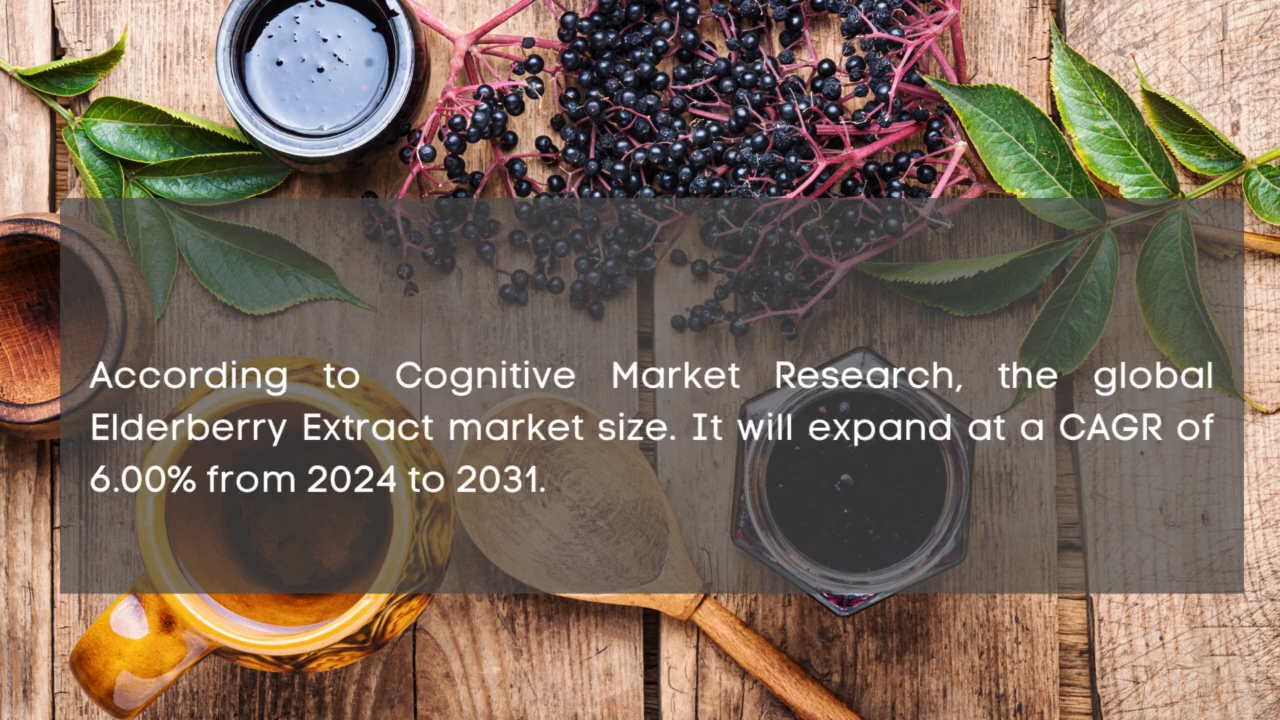 According to Cognitive Market Research, the global
Elderberry Extract market size. It will expand at a CAGR of
6.00% from 2024 to 2031.